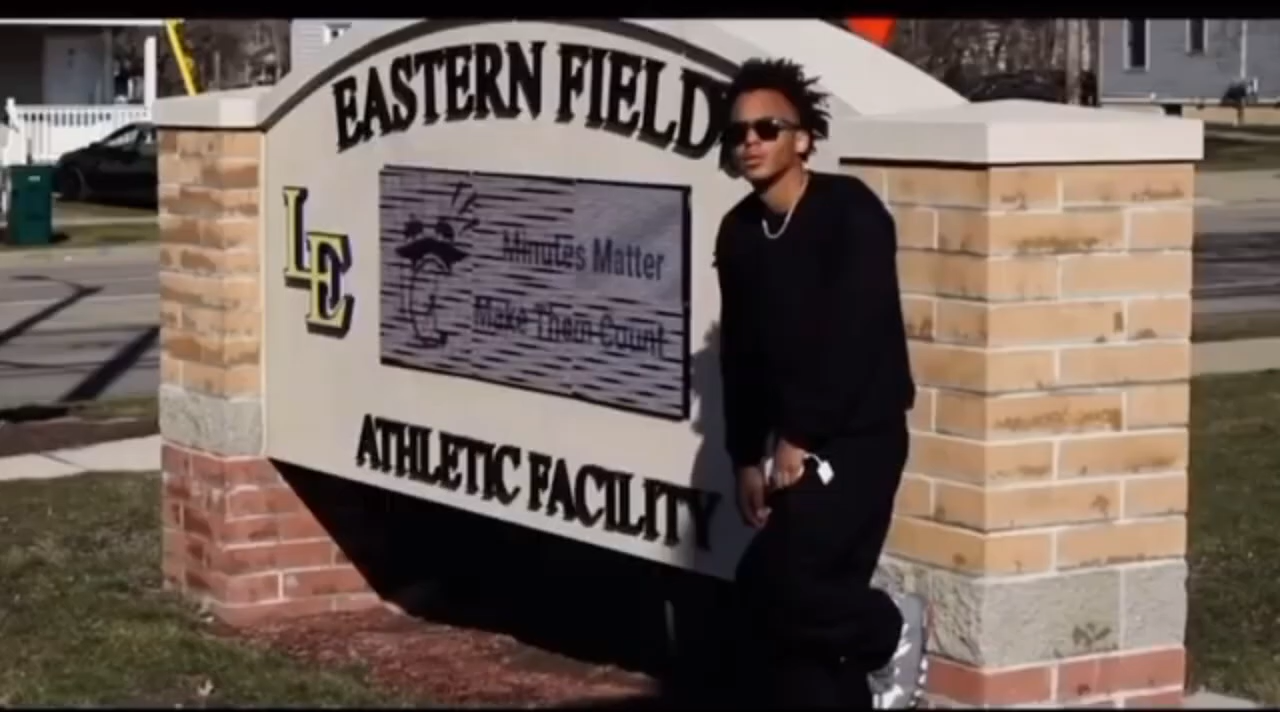 EASTERN FIELD
LE
Minutes Matter
Make Them Count
ATHLETIC FACILITY